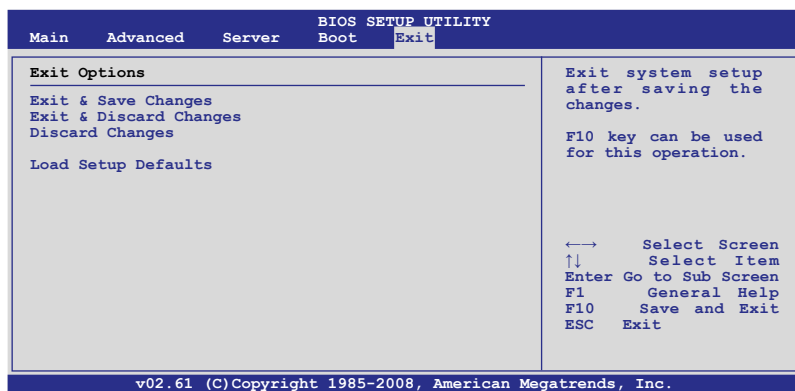 BIOS SETUP UTILITY
Main Advanced Server Boot Exit
Exit Options
Exit & Save Changes
Exit & Discard Changes
Discard Changes
Load Setup Defaults
Exit system setup
after saving the
changes.
F10 key can be used
for this operation.
←→ Select Screen
↑↓ Select Item
Enter Go to Sub Screen
F1 General Help
F10 Save and Exit
ESC Exit
v02.61 (C)Copyright 1985-2008, American Megatrends, Inc.